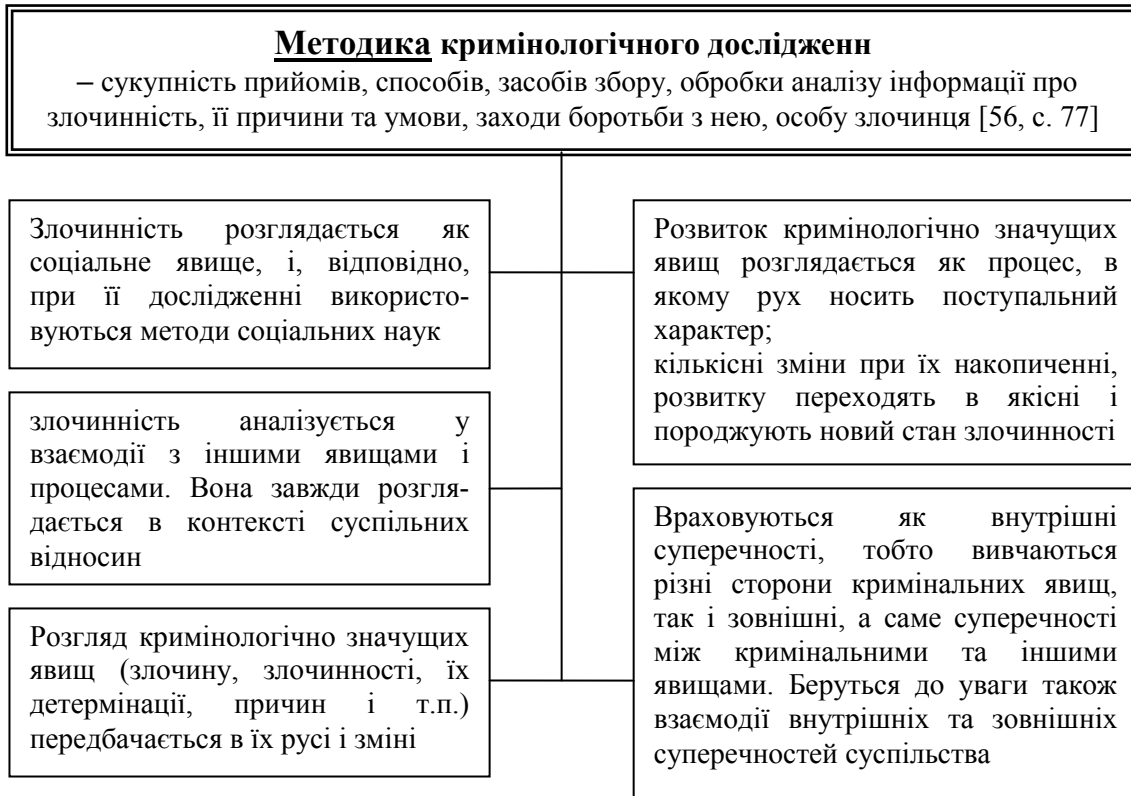 Методика кримінологічного дослідженн
– сукупність прийомів, способів, засобів збору, обробки аналізу інформації про
злочинність, її причини та умови, заходи боротьби з нею, особу злочинця [56, с. 77]
Злочинність розглядається як
соціальне явище, і, відповідно,
при її дослідженні використо-
вуються методи соціальних наук
злочинність аналізується у
взаємодії з іншими явищами і
процесами. Вона завжди розгля-
дається в контексті суспільних
відносин
Розгляд кримінологічно значущих
явищ (злочину, злочинності, їх
детермінації, причин і т.п.)
передбачається в їх русі і зміні
Розвиток кримінологічно значущих
явищ розглядається як процес, в
якому рух носить поступальний
характер;
кількісні зміни при їх накопиченні,
розвитку переходять в якісні і
породжують новий стан злочинності
Враховуються як внутрішні
суперечності, тобто вивчаються
різні сторони кримінальних явищ,
так і зовнішні, а саме суперечності
між кримінальними та іншими
явищами. Беруться до уваги також
взаємодії внутрішніх та зовнішніх
суперечностей суспільства